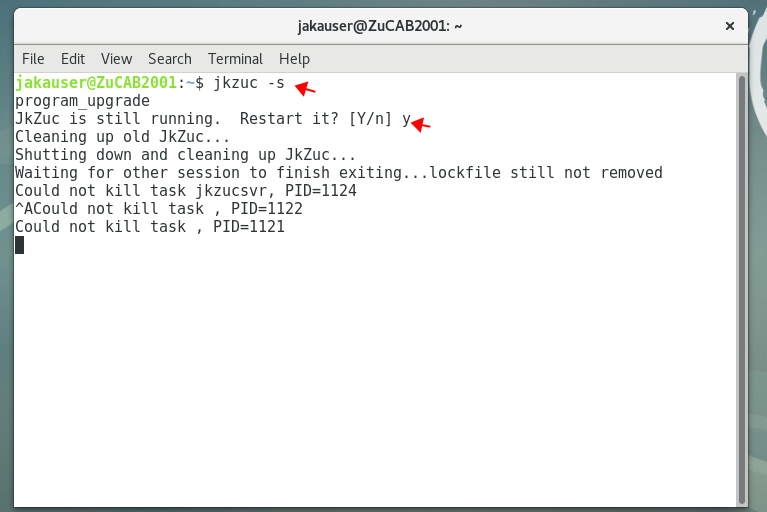 jakauser@ZuCAB2001: ~
File Edit View Search Terminal Help
jakauser@ZuCAB2001:~$ jkzuc -s
program_upgrade
JkZuc is still running.  Restart it? [Y/n] y
Cleaning up old JkZuc...
Shutting down and cleaning up JkZuc...
Waiting for other session to finish exiting...lockfile still not removed
Could not kill task jkzucsvr, PID=1124
^ACould not kill task , PID=1122
Could not kill task , PID=1121